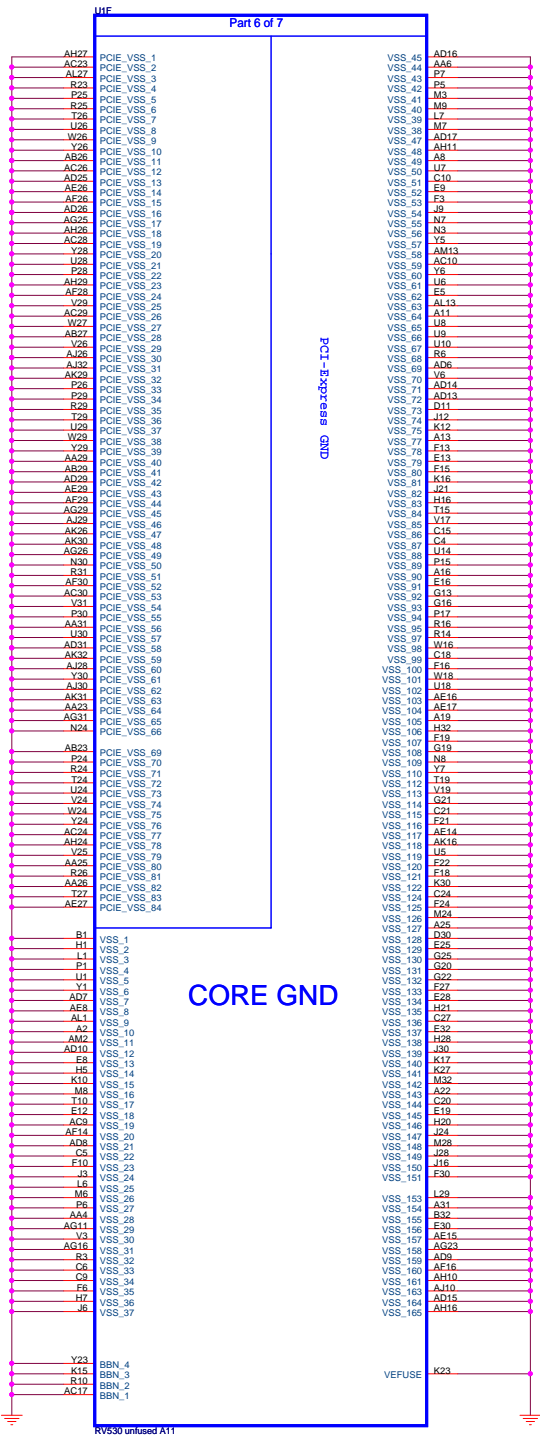 U1F
Part 6 of 7
AH27 PCIE_VSS_1
AC23 PCIE_VSS_2
AL27 PCIE_VSS_3
R23 PCIE_VSS_4
P25 PCIE_VSS_5
R25 PCIE_VSS_6
T26 PCIE_VSS_7
U26 PCIE_VSS_8
W26 PCIE_VSS_9
Y26 PCIE_VSS_10
AB26 PCIE_VSS_11
AC26 PCIE_VSS_12
AD25 PCIE_VSS_13
AE26 PCIE_VSS_14
AF26 PCIE_VSS_15
AD26 PCIE_VSS_16
AG25 PCIE_VSS_17
AH26 PCIE_VSS_18
AC28 PCIE_VSS_19
Y28 PCIE_VSS_20
U28 PCIE_VSS_21
P28 PCIE_VSS_22
AH29 PCIE_VSS_23
AF28 PCIE_VSS_24
V29 PCIE_VSS_25
AC29 PCIE_VSS_26
W27 PCIE_VSS_27
AB27 PCIE_VSS_28
V26 PCIE_VSS_29
AJ26 PCIE_VSS_30
AJ32 PCIE_VSS_31
AK29 PCIE_VSS_32
P26 PCIE_VSS_33
P29 PCIE_VSS_34
R29 PCIE_VSS_35
T29 PCIE_VSS_36
U29 PCIE_VSS_37
W29 PCIE_VSS_38
Y29 PCIE_VSS_39
AA29 PCIE_VSS_40
AB29 PCIE_VSS_41
AD29 PCIE_VSS_42
AE29 PCIE_VSS_43
AF29 PCIE_VSS_44
AG29 PCIE_VSS_45
AJ29 PCIE_VSS_46
AK26 PCIE_VSS_47
AK30 PCIE_VSS_48
AG26 PCIE_VSS_49
N30 PCIE_VSS_50
R31 PCIE_VSS_51
AF30 PCIE_VSS_52
AC30 PCIE_VSS_53
V31 PCIE_VSS_54
P30 PCIE_VSS_55
AA31 PCIE_VSS_56
U30 PCIE_VSS_57
AD31 PCIE_VSS_58
AK32 PCIE_VSS_59
AJ28 PCIE_VSS_60
Y30 PCIE_VSS_61
AJ30 PCIE_VSS_62
AK31 PCIE_VSS_63
AA23 PCIE_VSS_64
AG31 PCIE_VSS_65
N24 PCIE_VSS_66
AB23 PCIE_VSS_69
P24 PCIE_VSS_70
R24 PCIE_VSS_71
T24 PCIE_VSS_72
U24 PCIE_VSS_73
V24 PCIE_VSS_74
W24 PCIE_VSS_75
Y24 PCIE_VSS_76
AC24 PCIE_VSS_77
AH24 PCIE_VSS_78
V25 PCIE_VSS_79
AA25 PCIE_VSS_80
R26 PCIE_VSS_81
AA26 PCIE_VSS_82
T27 PCIE_VSS_83
AE27 PCIE_VSS_84
B1 VSS_1
H1 VSS_2
L1 VSS_3
P1 VSS_4
U1 VSS_5
Y1 VSS_6
AD7 VSS_7
AE8 VSS_8
AL1 VSS_9
A2 VSS_10
AM2 VSS_11
AD10 VSS_12
E8 VSS_13
H5 VSS_14
K10 VSS_15
M8 VSS_16
T10 VSS_17
E12 VSS_18
AC9 VSS_19
AF14 VSS_20
AD8 VSS_21
C5 VSS_22
F10 VSS_23
J3 VSS_24
L6 VSS_25
M6 VSS_26
P6 VSS_27
AA4 VSS_28
AG11 VSS_29
V3 VSS_30
AG16 VSS_31
R3 VSS_32
C6 VSS_33
C9 VSS_34
F6 VSS_35
H7 VSS_36
J6 VSS_37
Y23 BBN_4
K15 BBN_3
R10 BBN_2
AC17 BBN_1
PCI-Express GND
CORE GND
VSS_45 AD16
VSS_44 AA6
VSS_43 P7
VSS_42 P5
VSS_41 M3
VSS_40 M9
VSS_39 L7
VSS_38 M7
VSS_47 AD17
VSS_48 AH11
VSS_49 A8
VSS_50 U7
VSS_51 C10
VSS_52 E9
VSS_53 F3
VSS_54 J9
VSS_55 N7
VSS_56 N3
VSS_57 Y5
VSS_58 AM13
VSS_59 AC10
VSS_60 Y6
VSS_61 U6
VSS_62 E5
VSS_63 AL13
VSS_64 A11
VSS_65 U8
VSS_66 U9
VSS_67 U10
VSS_68 R6
VSS_69 AD6
VSS_70 V6
VSS_71 AD14
VSS_72 AD13
VSS_73 D11
VSS_74 J12
VSS_75 K12
VSS_77 A13
VSS_78 F13
VSS_79 E13
VSS_80 F15
VSS_81 K16
VSS_82 J21
VSS_83 H16
VSS_84 T15
VSS_85 V17
VSS_86 C15
VSS_87 C4
VSS_88 U14
VSS_89 P15
VSS_90 A16
VSS_91 E16
VSS_92 G13
VSS_93 G16
VSS_94 P17
VSS_95 R16
VSS_97 R14
VSS_98 W16
VSS_99 C18
VSS_100 F16
VSS_101 W18
VSS_102 U18
VSS_103 AE16
VSS_104 AE17
VSS_105 A19
VSS_106 H32
VSS_107 F19
VSS_108 G19
VSS_109 N8
VSS_110 Y7
VSS_112 T19
VSS_113 V19
VSS_114 G21
VSS_115 C21
VSS_116 F21
VSS_117 AE14
VSS_118 AK16
VSS_119 U5
VSS_120 F22
VSS_121 F18
VSS_122 K30
VSS_124 C24
VSS_125 F24
VSS_126 M24
VSS_127 A25
VSS_128 D30
VSS_129 E25
VSS_130 G25
VSS_131 G20
VSS_132 G22
VSS_133 F27
VSS_134 E28
VSS_135 H21
VSS_136 C27
VSS_137 E32
VSS_138 H28
VSS_139 J30
VSS_140 K17
VSS_141 K27
VSS_142 M32
VSS_143 A22
VSS_144 C20
VSS_145 E19
VSS_146 H20
VSS_147 J24
VSS_148 M28
VSS_149 J28
VSS_150 J16
VSS_151 F30
VSS_153 L29
VSS_154 A31
VSS_155 B32
VSS_156 E30
VSS_157 AE15
VSS_158 AG23
VSS_159 AD9
VSS_160 AF16
VSS_161 AH10
VSS_163 AJ10
VSS_164 AD15
VSS_165 AH16
VEFUSE K23
RV530 unfused A11